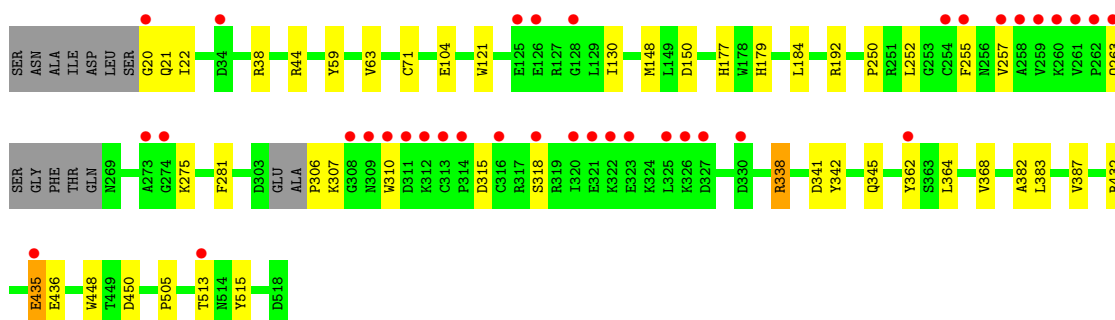 SER ASN ALA ILE ASP LEU SER G20 Q21 I22 D34 R38 R44 Y59 V63 C71 E104 W121 E125 E126 R127 G128 L129 I130 M148 L149 D150 H177 W178 H179 L184 R192 P250 R251 L252 G253 C254 F255 N256 V257 A258 V259 K260 V261 P262
SER GLY PHE THR GLN N269 A273 G274 K275 F281 D303 GLU ALA P306 K307 G308 N309 W310 D311 K312 C313 P314 D315 C316 R317 S318 R319 I320 E321 K322 E323 K324 L325 K326 D327 D330 R338 D341 Y342 Q345 Y362 S363 L364 V368 A382 L383 V387
E435 E436 W448 T449 D450 P505 T513 N514 Y515 D518